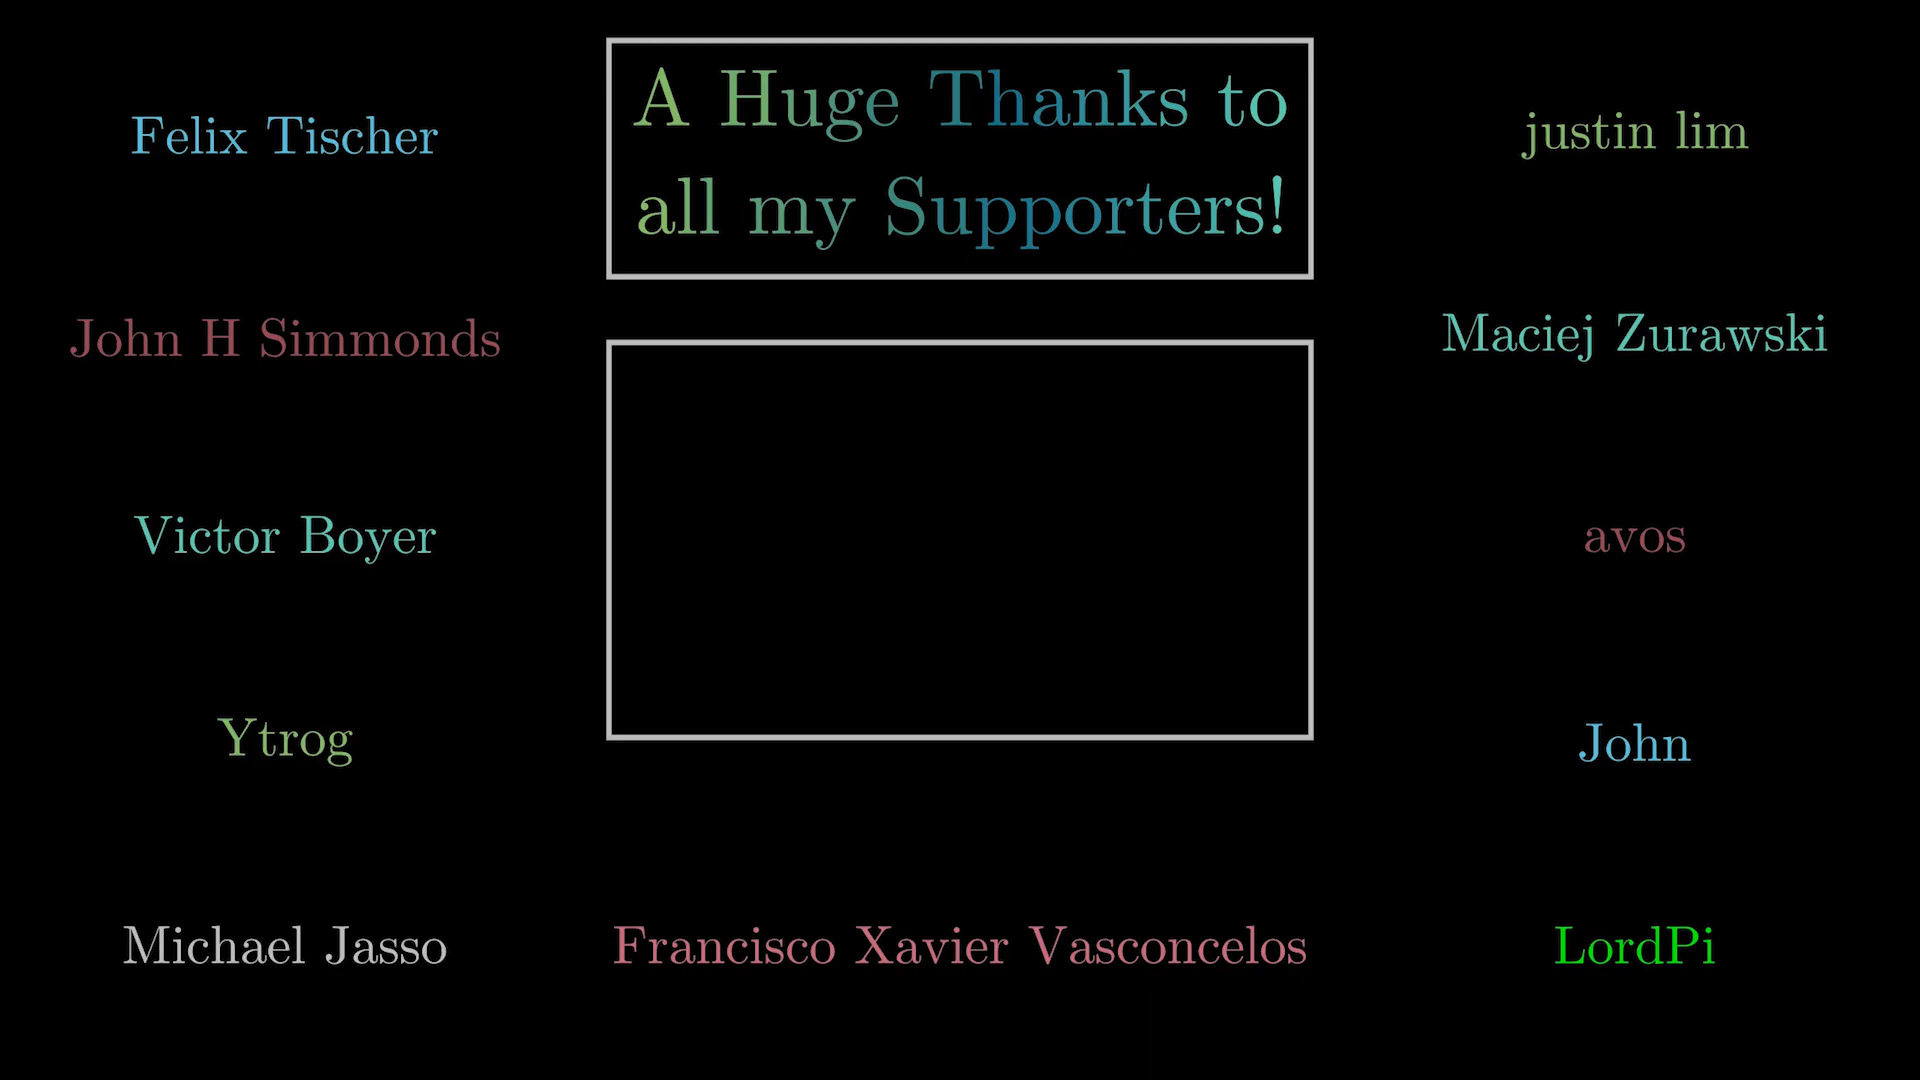 A Huge Thanks to
all my Supporters!
Felix Tischer
justin lim
John H Simmonds
Maciej Zurawski
Victor Boyer
avos
Ytrog
John
Michael Jasso
Francisco Xavier Vasconcelos
LordPi